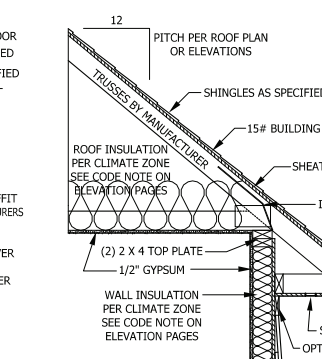 12
PITCH PER ROOF PLAN
OR ELEVATIONS
TRUSSES BY MANUFACTURER
SHINGLES AS SPECIFIED
15# BUILDING
ROOF INSULATION
PER CLIMATE ZONE
SEE CODE NOTE ON
ELEVATION PAGES
(2) 2 X 4 TOP PLATE
1/2" GYPSUM
WALL INSULATION
PER CLIMATE ZONE
SEE CODE NOTE ON
ELEVATION PAGES